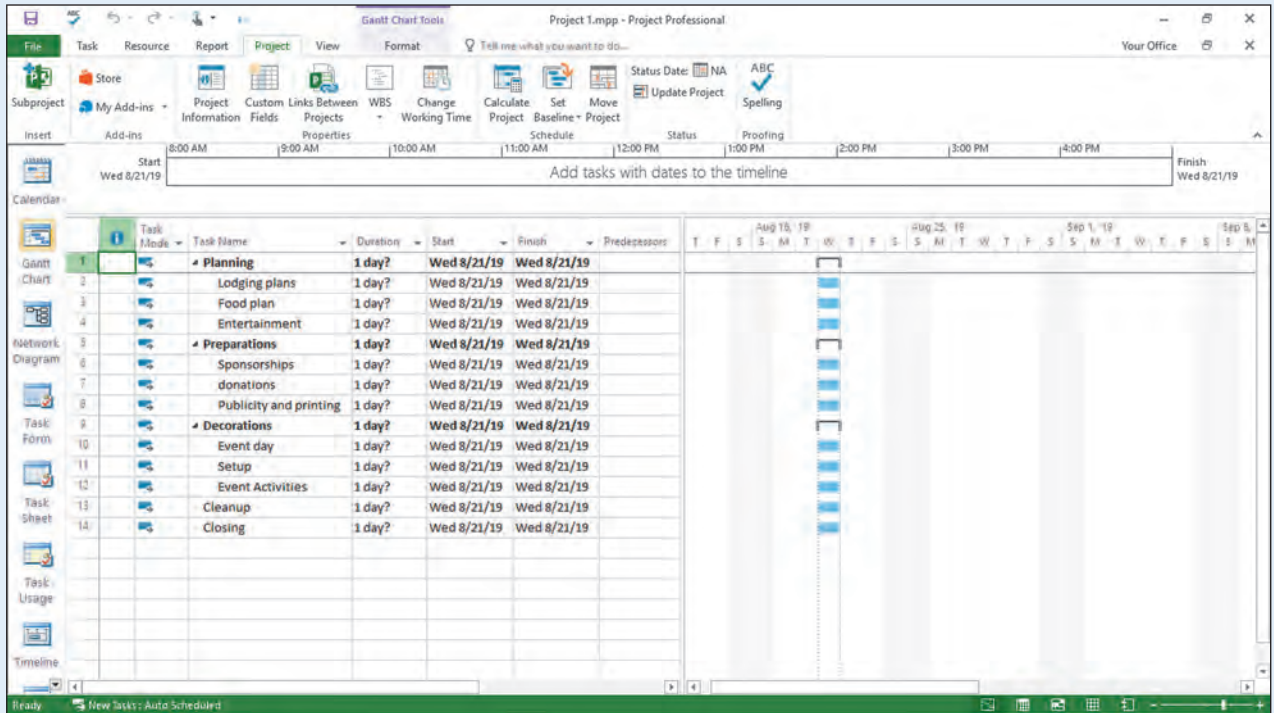 Gantt Chart Tools Project 1.mpp - Project Professional
File Task Resource Report Project View Format Tell me what you want to do... Your Office
Subproject
Store
My Add-ins
Project Information
Custom Fields
Links Between Projects
WBS
Change Working Time
Calculate Project
Set Baseline
Move Project
Status Date: NA
Update Project
ABC
Spelling
Insert Add-ins Properties Schedule Status Proofing
8:00 AM 9:00 AM 10:00 AM 11:00 AM 12:00 PM 1:00 PM 2:00 PM 3:00 PM 4:00 PM
Start
Wed 8/21/19
Add tasks with dates to the timeline
Finish
Wed 8/21/19
Calendar
Gantt Chart
Network Diagram
Task Form
Task Sheet
Task Usage
Timeline
Aug 18, '19 Aug 25, '19 Sep 1, '19 Sep 8,
Task Mode Task Name Duration Start Finish Predecessors T F S S M T W T F S S M T W T F S S M T W T F S S M
1 Planning 1 day? Wed 8/21/19 Wed 8/21/19
2 Lodging plans 1 day? Wed 8/21/19 Wed 8/21/19
3 Food plan 1 day? Wed 8/21/19 Wed 8/21/19
4 Entertainment 1 day? Wed 8/21/19 Wed 8/21/19
5 Preparations 1 day? Wed 8/21/19 Wed 8/21/19
6 Sponsorships 1 day? Wed 8/21/19 Wed 8/21/19
7 donations 1 day? Wed 8/21/19 Wed 8/21/19
8 Publicity and printing 1 day? Wed 8/21/19 Wed 8/21/19
9 Decorations 1 day? Wed 8/21/19 Wed 8/21/19
10 Event day 1 day? Wed 8/21/19 Wed 8/21/19
11 Setup 1 day? Wed 8/21/19 Wed 8/21/19
12 Event Activities 1 day? Wed 8/21/19 Wed 8/21/19
13 Cleanup 1 day? Wed 8/21/19 Wed 8/21/19
14 Closing 1 day? Wed 8/21/19 Wed 8/21/19
Ready New Tasks : Auto Scheduled